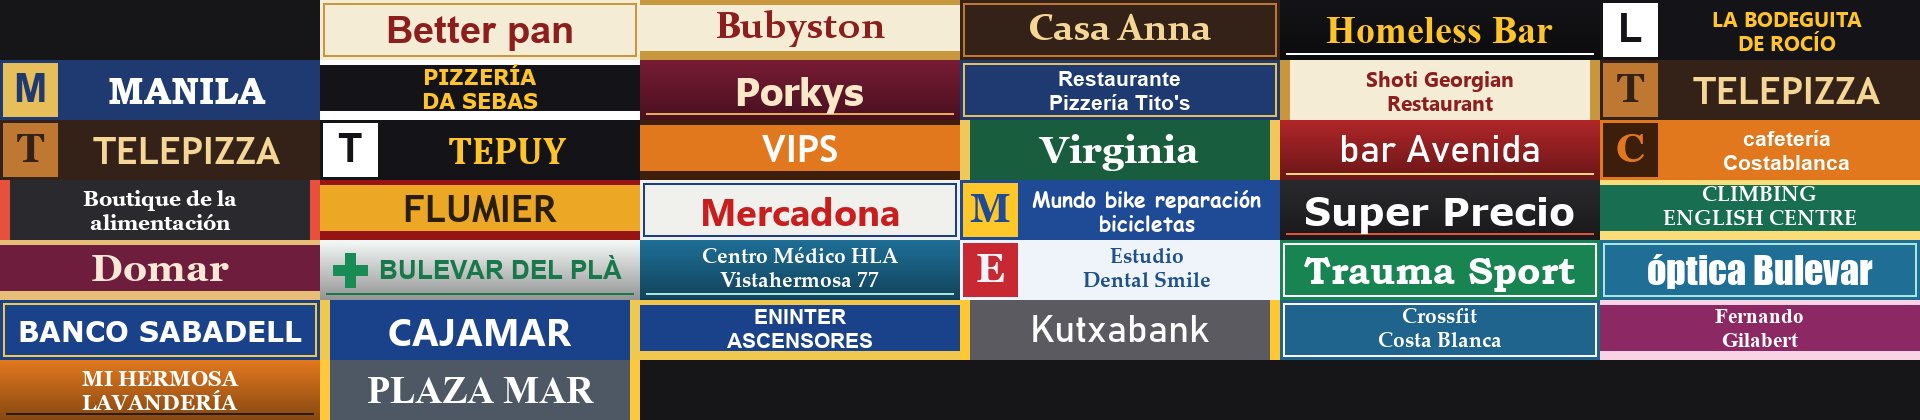 Better pan
Bubyston
Casa Anna
Homeless Bar
L
LA BODEGUITA
DE ROCÍO
M
MANILA
PIZZERÍA
DA SEBAS
Porkys
Restaurante
Pizzería Tito's
Shoti Georgian
Restaurant
T
TELEPIZZA
T
TELEPIZZA
T
TEPUY
VIPS
Virginia
bar Avenida
C
cafetería
Costablanca
Boutique de la
alimentación
FLUMIER
Mercadona
M
Mundo bike reparación
bicicletas
Super Precio
CLIMBING
ENGLISH CENTRE
Domar
BULEVAR DEL PLÀ
Centro Médico HLA
Vistahermosa 77
E
Estudio
Dental Smile
Trauma Sport
óptica Bulevar
BANCO SABADELL
CAJAMAR
ENINTER
ASCENSORES
Kutxabank
Crossfit
Costa Blanca
Fernando
Gilabert
MI HERMOSA
LAVANDERÍA
PLAZA MAR